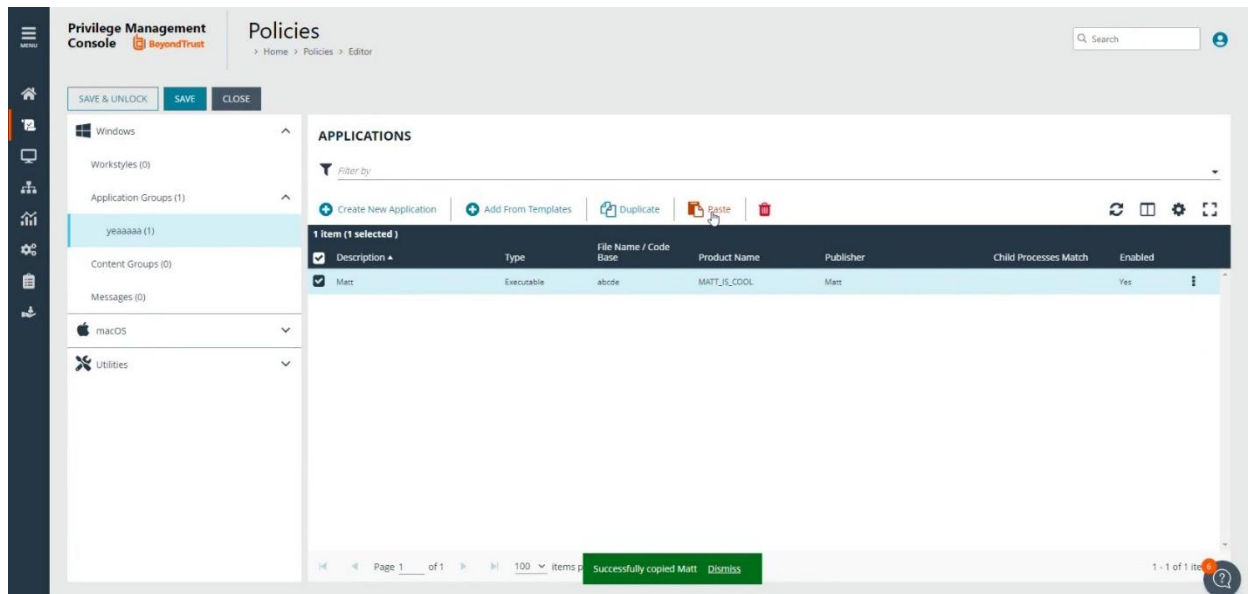 MENU
Privilege Management
Console BeyondTrust
Policies
> Home > Policies > Editor
Search
SAVE & UNLOCK
SAVE
CLOSE
Windows
Workstyles (0)
Application Groups (1)
yeaaaaa (1)
Content Groups (0)
Messages (0)
macOS
Utilities
APPLICATIONS
Filter by
Create New Application
Add From Templates
Duplicate
Paste
1 item (1 selected )
Description Type File Name / Code Base Product Name Publisher Child Processes Match Enabled
Matt Executable abcde MATT_IS_COOL Matt Yes
Page 1 of 1 100 items p
Successfully copied Matt Dismiss
1 - 1 of 1 ite
6